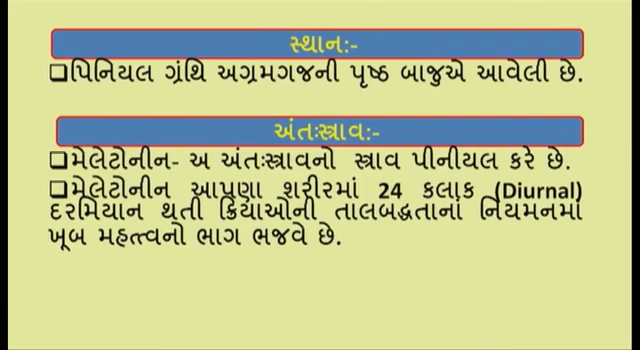 સ્થાન:-
❑પિનિયલ ગ્રંથિ અગ્રમગજની પૃષ્ઠ બાજુએ આવેલી છે.
અંતઃસ્ત્રાવ:-
❑મેલેટોનીન- અ અંતઃસ્ત્રાવનો સ્ત્રાવ પીનીયલ કરે છે.
❑મેલેટોનીન આપણા શરીરમાં 24 કલાક (Diurnal)
દરમિયાન થતી ક્રિયાઓની તાલબદ્ધતાનાં નિયમનમાં
ખૂબ મહત્ત્વનો ભાગ ભજવે છે.